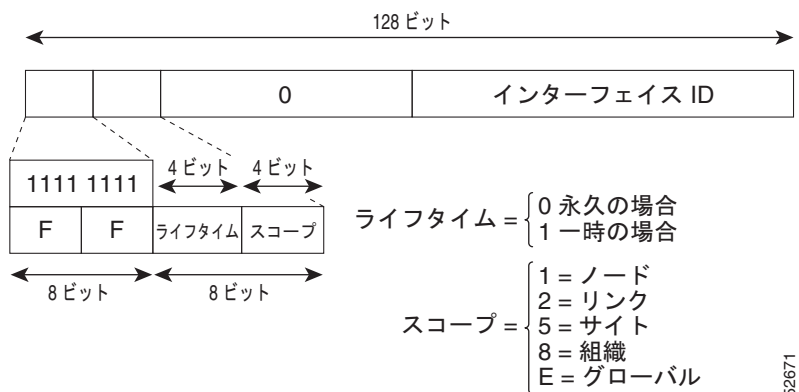 128 ビット
0
インターフェイス ID
4 ビット
4 ビット
1111 1111
F
F
ライフタイム
スコープ
8 ビット
8 ビット
ライフタイム =
0 永久の場合
1 一時の場合
スコープ =
1 = ノード
2 = リンク
5 = サイト
8 = 組織
E = グローバル